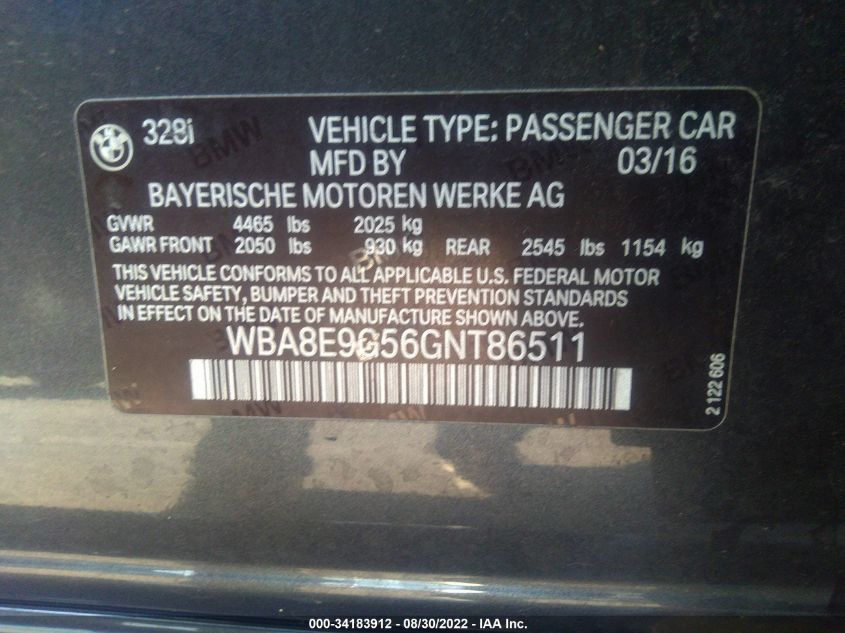 328i VEHICLE TYPE: PASSENGER CAR
MFD BY 03/16
BAYERISCHE MOTOREN WERKE AG
GVWR 4465 lbs 2025 kg
GAWR FRONT 2050 lbs 930 kg REAR 2545 lbs 1154 kg
THIS VEHICLE CONFORMS TO ALL APPLICABLE U.S. FEDERAL MOTOR
VEHICLE SAFETY, BUMPER AND THEFT PREVENTION STANDARDS
IN EFFECT ON THE DATE OF MANUFACTURE SHOWN ABOVE.
WBA8E9G56GNT86511
2 122 606
000-34183912 - 08/30/2022 - IAA Inc.